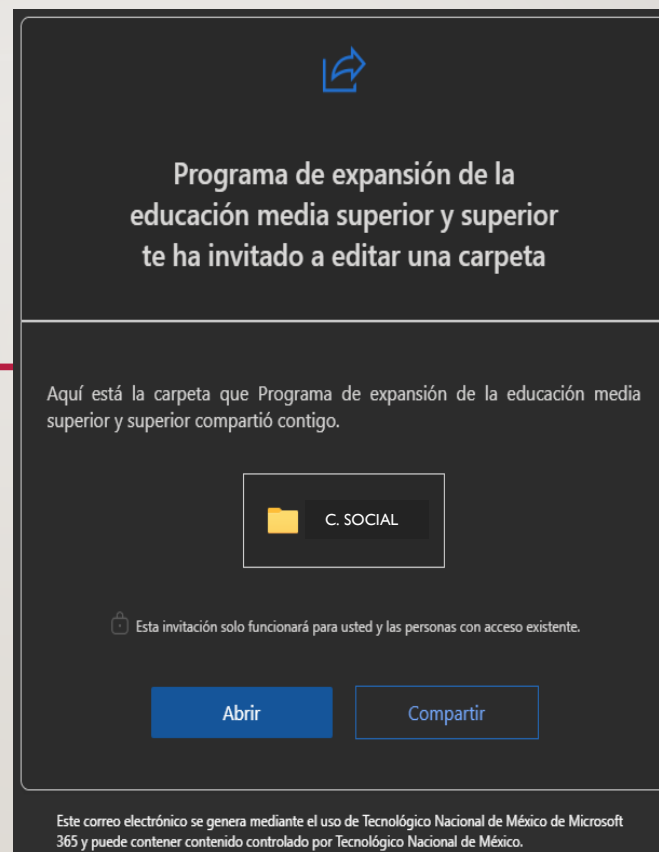 Programa de expansión de la
educación media superior y superior
te ha invitado a editar una carpeta
Aquí está la carpeta que Programa de expansión de la educación media
superior y superior compartió contigo.
C. SOCIAL
Esta invitación solo funcionará para usted y las personas con acceso existente.
Abrir
Compartir
Este correo electrónico se genera mediante el uso de Tecnológico Nacional de México de Microsoft
365 y puede contener contenido controlado por Tecnológico Nacional de México.